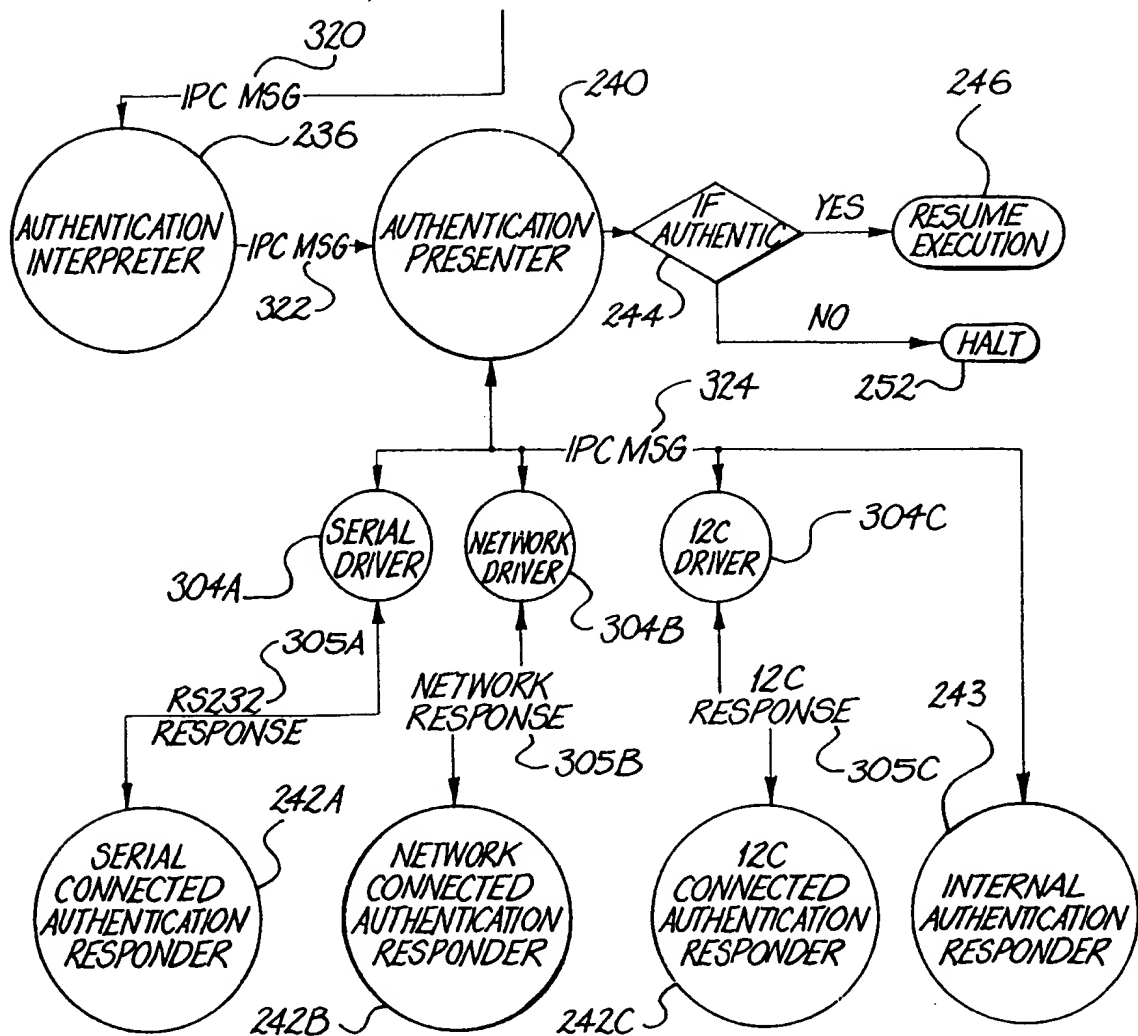 320
IPC MSG
236
240
246
AUTHENTICATION
INTERPRETER
IPC MSG
322
AUTHENTICATION
PRESENTER
IF
AUTHENTIC
244
YES
RESUME
EXECUTION
NO
HALT
252
324
IPC MSG
SERIAL
DRIVER
304A
NETWORK
DRIVER
304B
12C
DRIVER
304C
305A
RS232
RESPONSE
NETWORK
RESPONSE
305B
12C
RESPONSE
305C
243
242A
SERIAL
CONNECTED
AUTHENTICATION
RESPONDER
NETWORK
CONNECTED
AUTHENTICATION
RESPONDER
242B
12C
CONNECTED
AUTHENTICATION
RESPONDER
242C
INTERNAL
AUTHENTICATION
RESPONDER